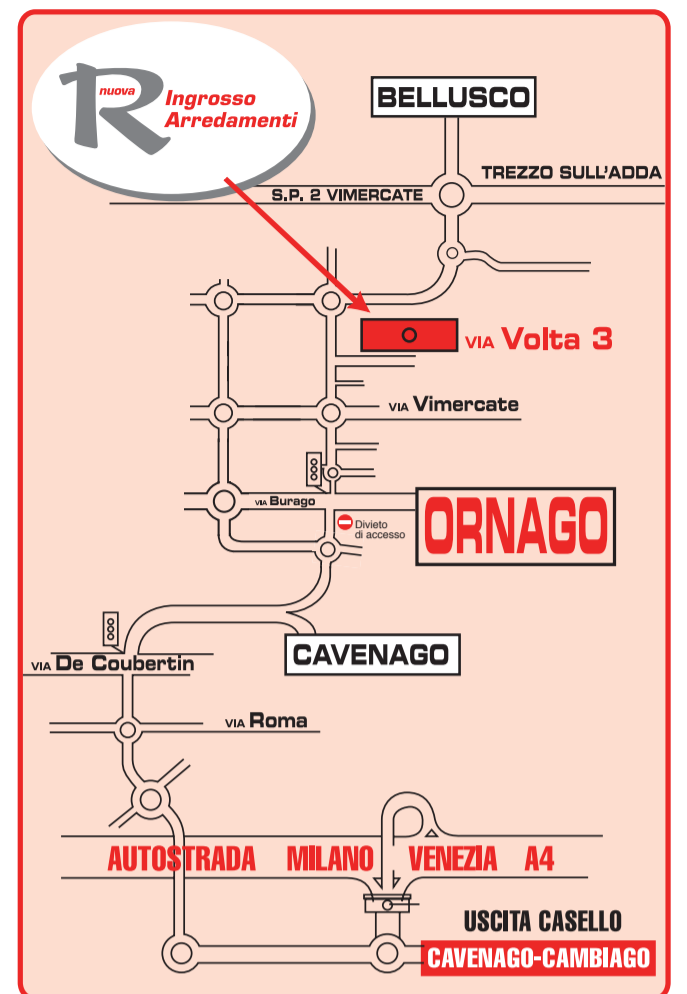 nuova
R
Ingrosso
Arredamenti
BELLUSCO
TREZZO SULL'ADDA
S.P. 2 VIMERCATE
VIA Volta 3
VIA Vimercate
VIA Burago
ORNAGO
Divieto
di accesso
CAVENAGO
VIA De Coubertin
VIA Roma
AUTOSTRADA MILANO VENEZIA A4
USCITA CASELLO
CAVENAGO-CAMBIAGO